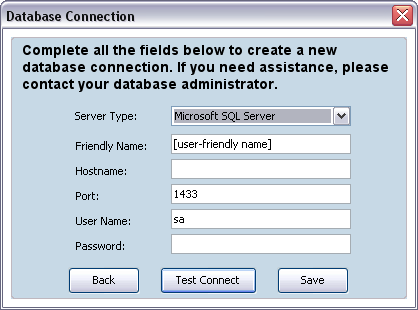 Database Connection
Complete all the fields below to create a new
database connection. If you need assistance, please
contact your database administrator.
Server Type: Microsoft SQL Server
Friendly Name: [user-friendly name]
Hostname:
Port: 1433
User Name: sa
Password:
Back Test Connect Save